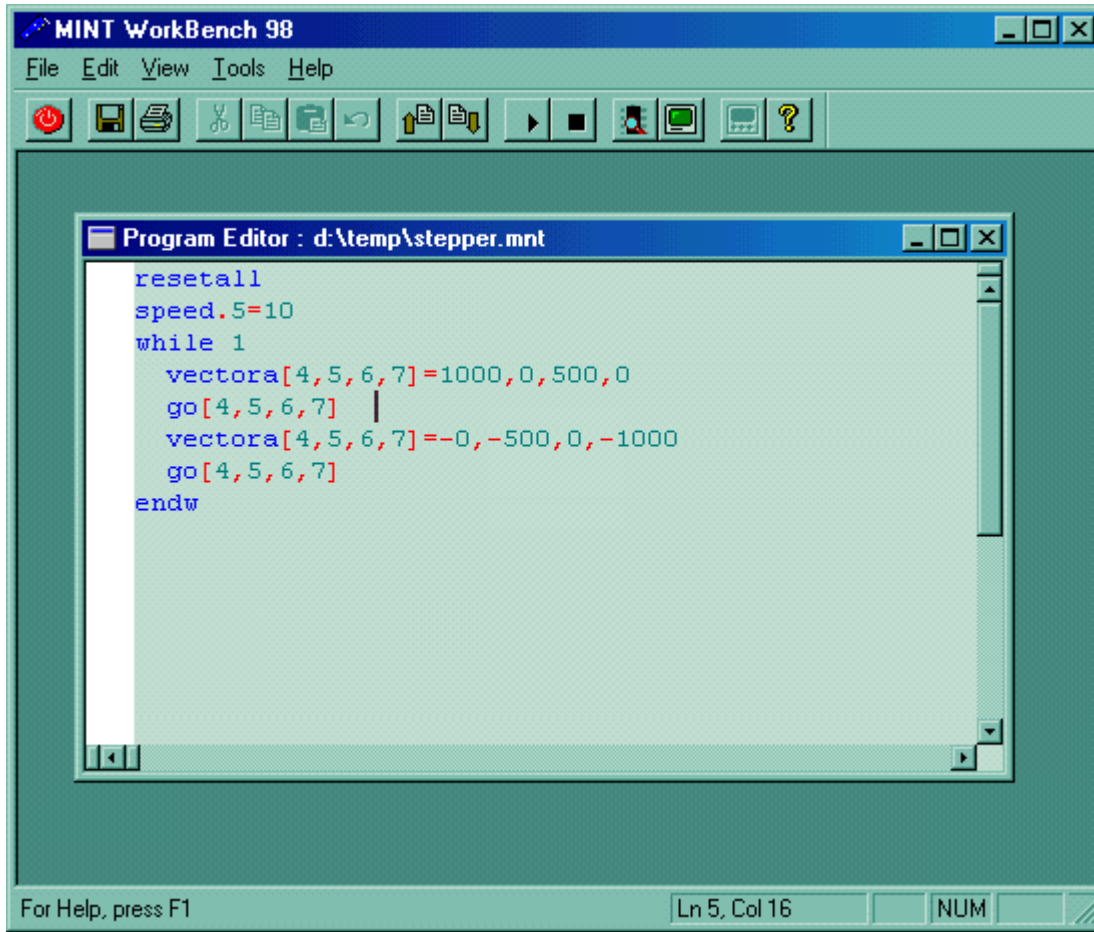 MINT WorkBench 98
File Edit View Tools Help
Program Editor : d:\temp\stepper.mnt
resetall
speed.5=10
while 1
  vectora[4,5,6,7]=1000,0,500,0
  go[4,5,6,7]
  vectora[4,5,6,7]=-0,-500,0,-1000
  go[4,5,6,7]
endw
For Help, press F1
Ln 5, Col 16
NUM